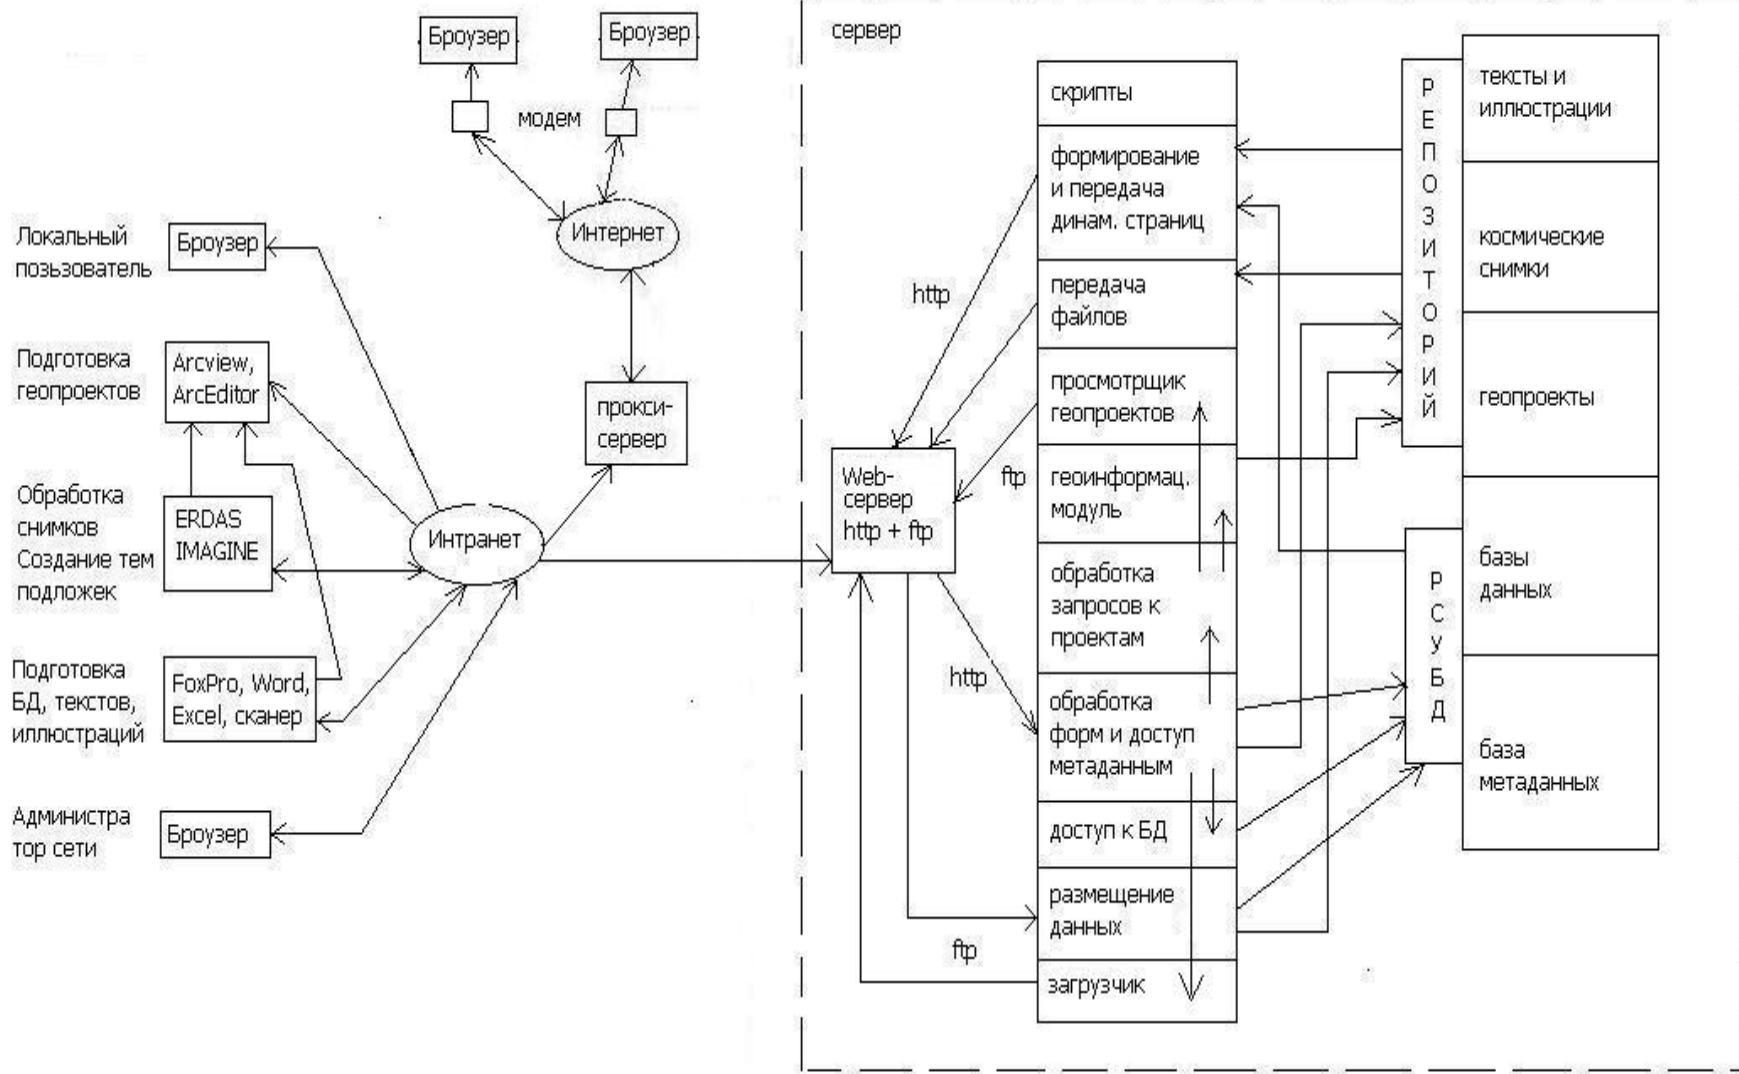 Броузер
Броузер
модем
Интернет
Локальный
позьзователь
Броузер
Подготовка
геопроектов
Arcview,
ArcEditor
прокси-
сервер
Обработка
снимков
Создание тем
подложек
ERDAS
IMAGINE
Интранет
Подготовка
БД, текстов,
иллюстраций
FoxPro, Word,
Excel, сканер
Администра
тор сети
Броузер
сервер
http
ftp
Web-
сервер
http + ftp
http
ftp
скрипты
формирование
и передача
динам. страниц
передача
файлов
просмотрщик
геопроектов
геоинформац.
модуль
обработка
запросов к
проектам
обработка
форм и доступ
метаданным
доступ к БД
размещение
данных
загрузчик
Р
Е
П
О
З
И
Т
О
Р
И
Й
Р
С
У
Б
Д
тексты и
иллюстрации
космические
снимки
геопроекты
базы
данных
база
метаданных